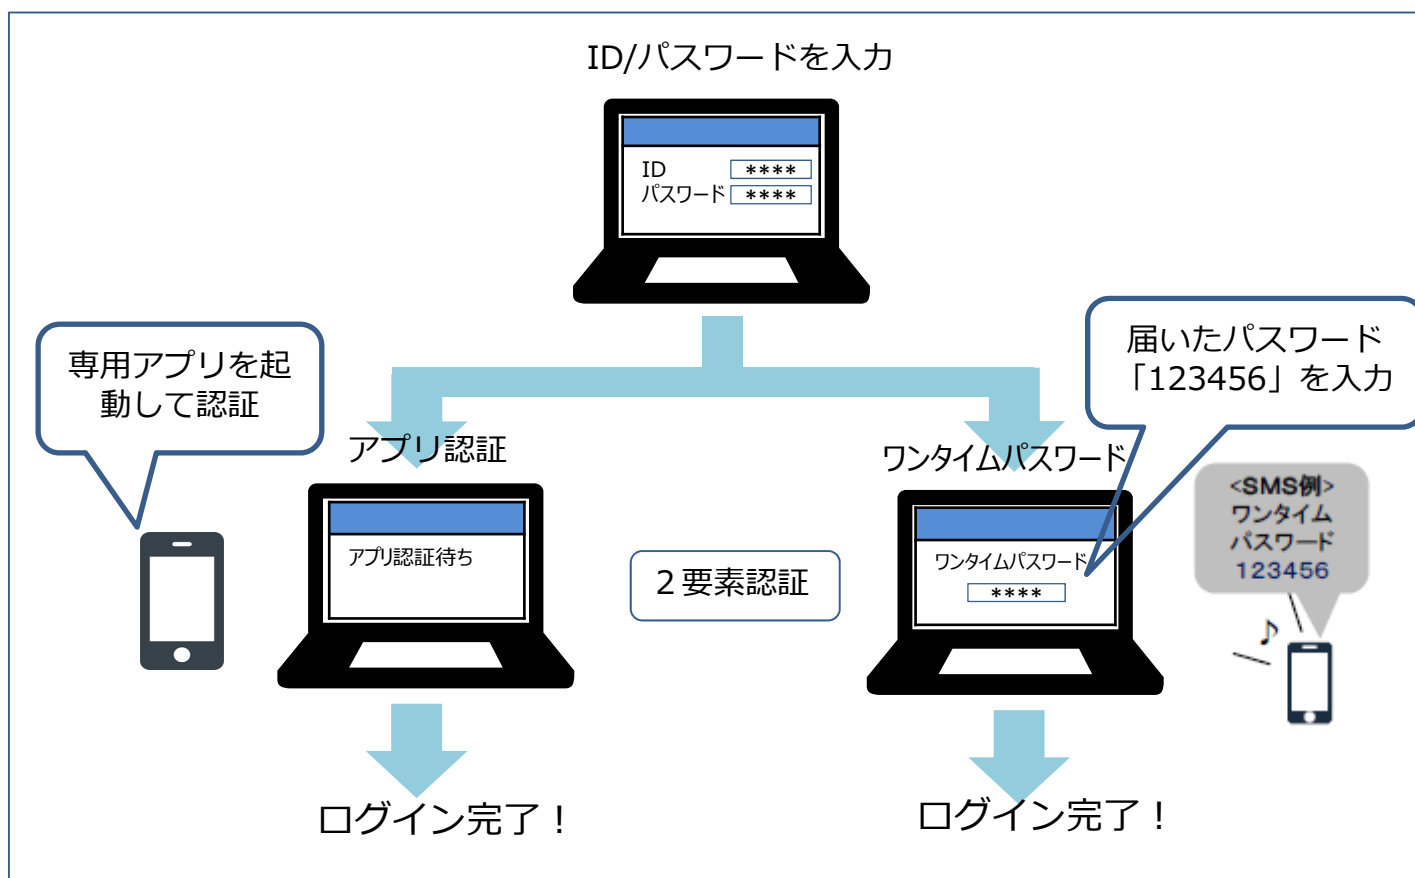 ID/パスワードを入力
ID ****
パスワード ****
専用アプリを起
動して認証
届いたパスワード
「123456」を入力
アプリ認証
ワンタイムパスワード
アプリ認証待ち
2要素認証
ワンタイムパスワード
****
<SMS例>
ワンタイム
パスワード
123456
ログイン完了！
ログイン完了！